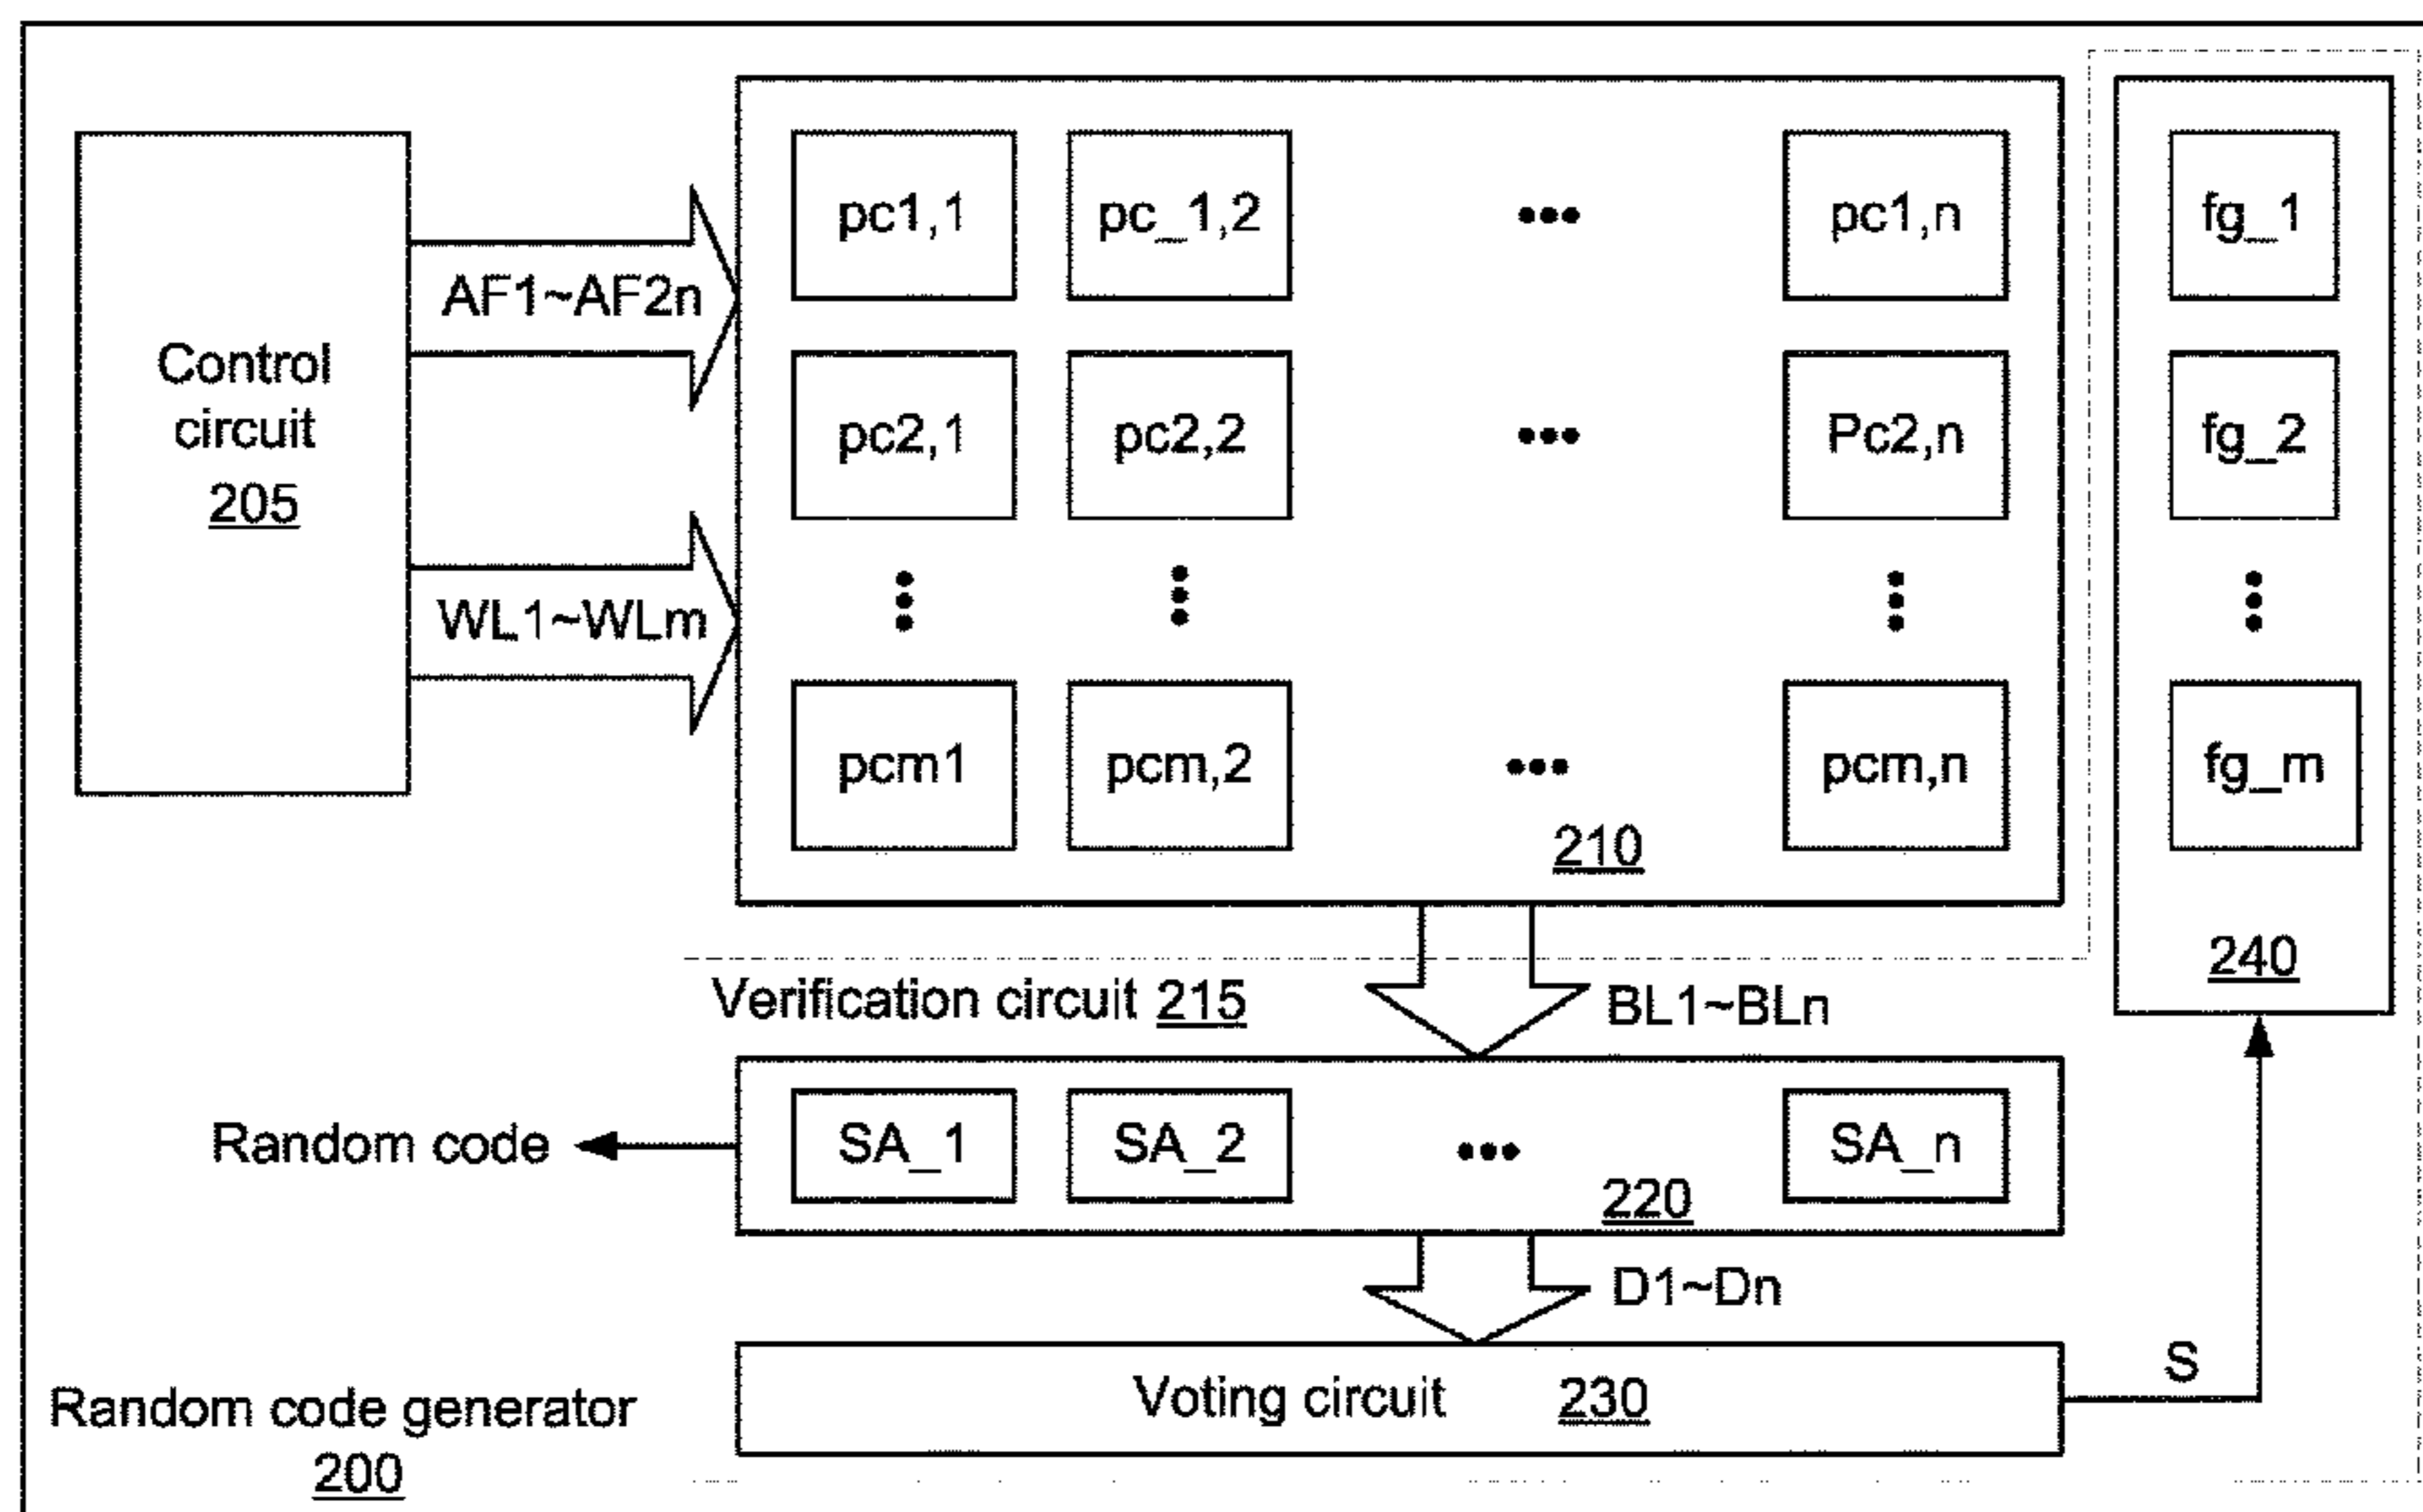 pc1,1 pc_1,2 ••• pc1,n fg_1
AF1~AF2n
Control
circuit
205
pc2,1 pc2,2 ••• Pc2,n fg_2
WL1~WLm
pcm1 pcm,2 ••• pcm,n fg_m
210
240
Verification circuit 215
BL1~BLn
Random code
SA_1 SA_2 ••• SA_n
220
D1~Dn
Voting circuit 230
S
Random code generator
200